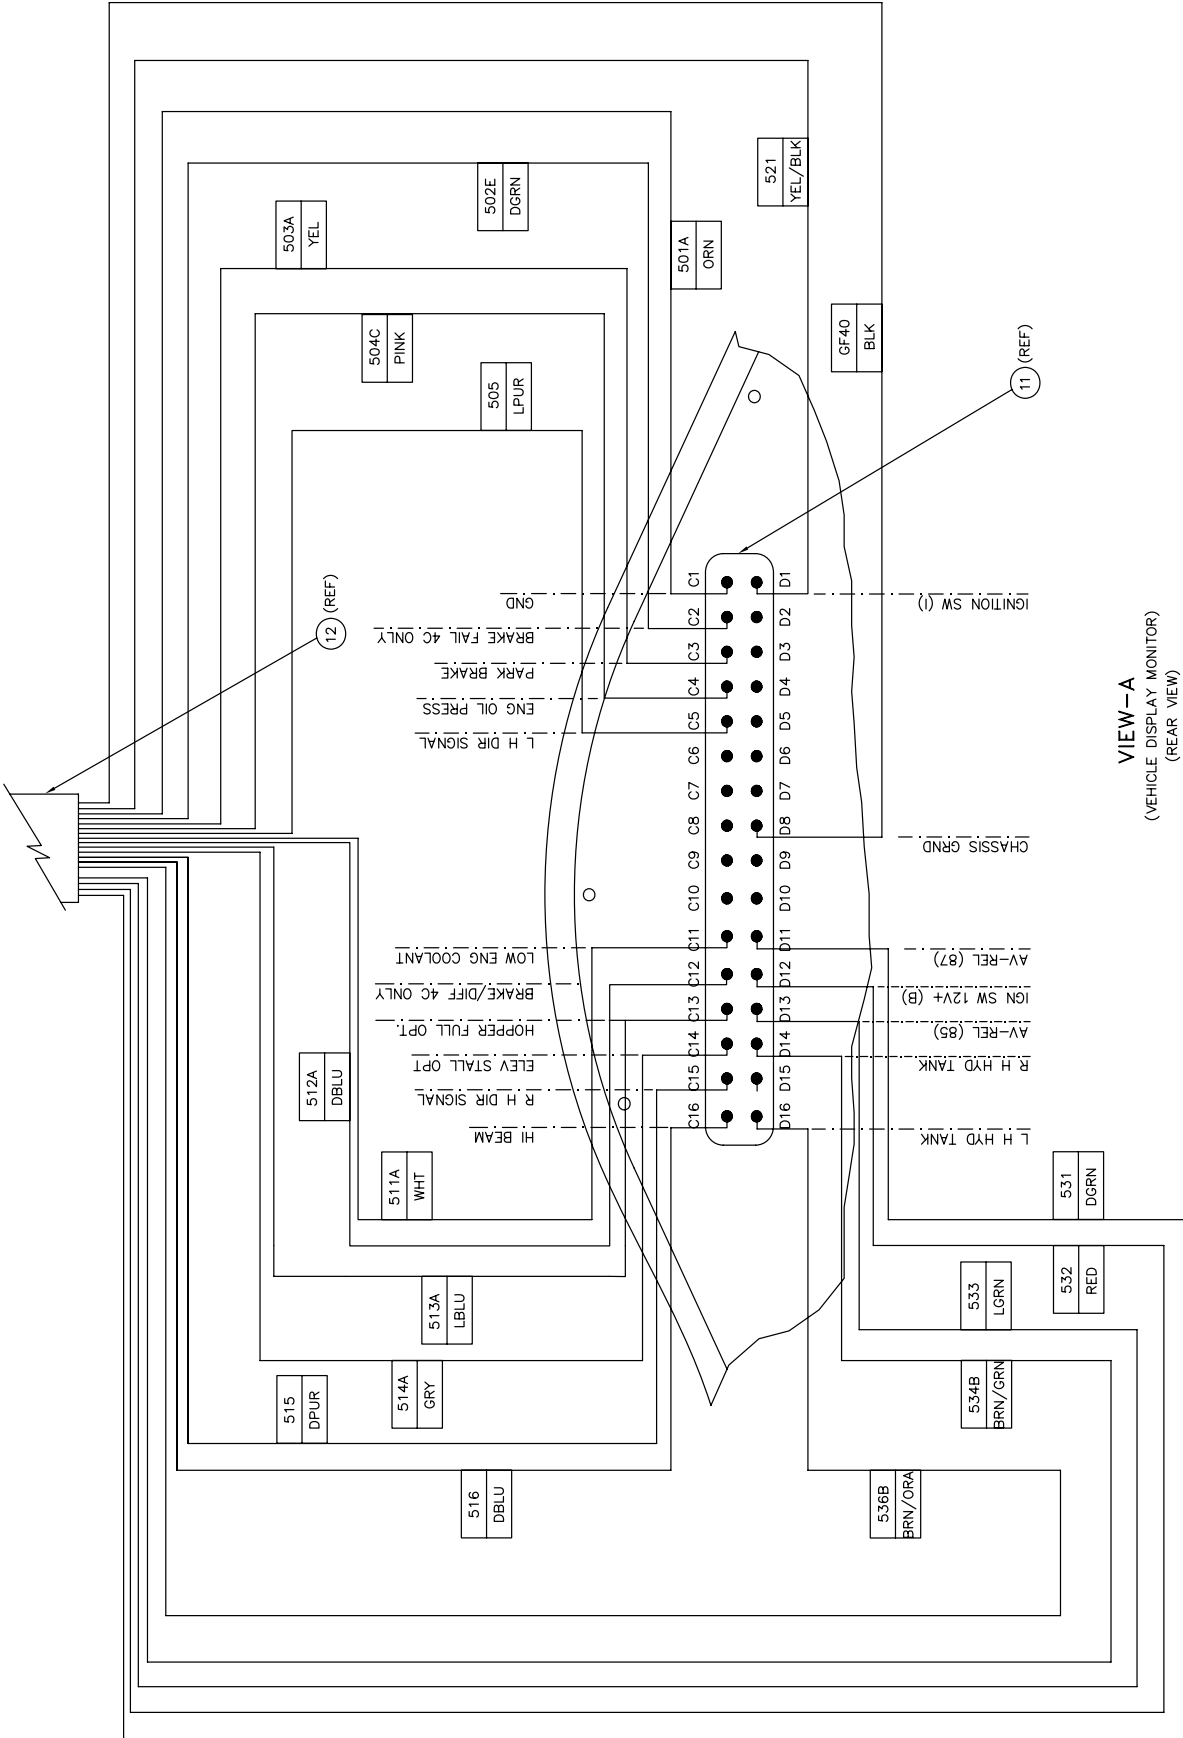 521
YEL/BLK
502E
DGRN
503A
YEL
501A
ORN
504C
PINK
GF40
BLK
505
LPUR
11 (REF)
12 (REF)
GND
BRAKE FAIL 4C ONLY
PARK BRAKE
ENG OIL PRESS
L H DIR SIGNAL
LOW ENG COOLANT
BRAKE/DIFF 4C ONLY
HOPPER FULL OPT.
ELEV STALL OPT
R H DIR SIGNAL
HI BEAM
C1
C2
C3
C4
C5
C6
C7
C8
C9
C10
C11
C12
C13
C14
C15
C16
D1
D2
D3
D4
D5
D6
D7
D8
D9
D10
D11
D12
D13
D14
D15
D16
IGNITION SW (I)
CHASSIS GRND
AV-REL (87)
IGN SW 12V+ (B)
AV-REL (85)
R H HYD TANK
L H HYD TANK
VIEW-A
(VEHICLE DISPLAY MONITOR)
(REAR VIEW)
512A
DBLU
511A
WHT
513A
LBLU
514A
GRY
515
DPUR
516
DBLU
531
DGRN
532
RED
533
LGRN
534B
BRN/GRN
536B
BRN/ORA